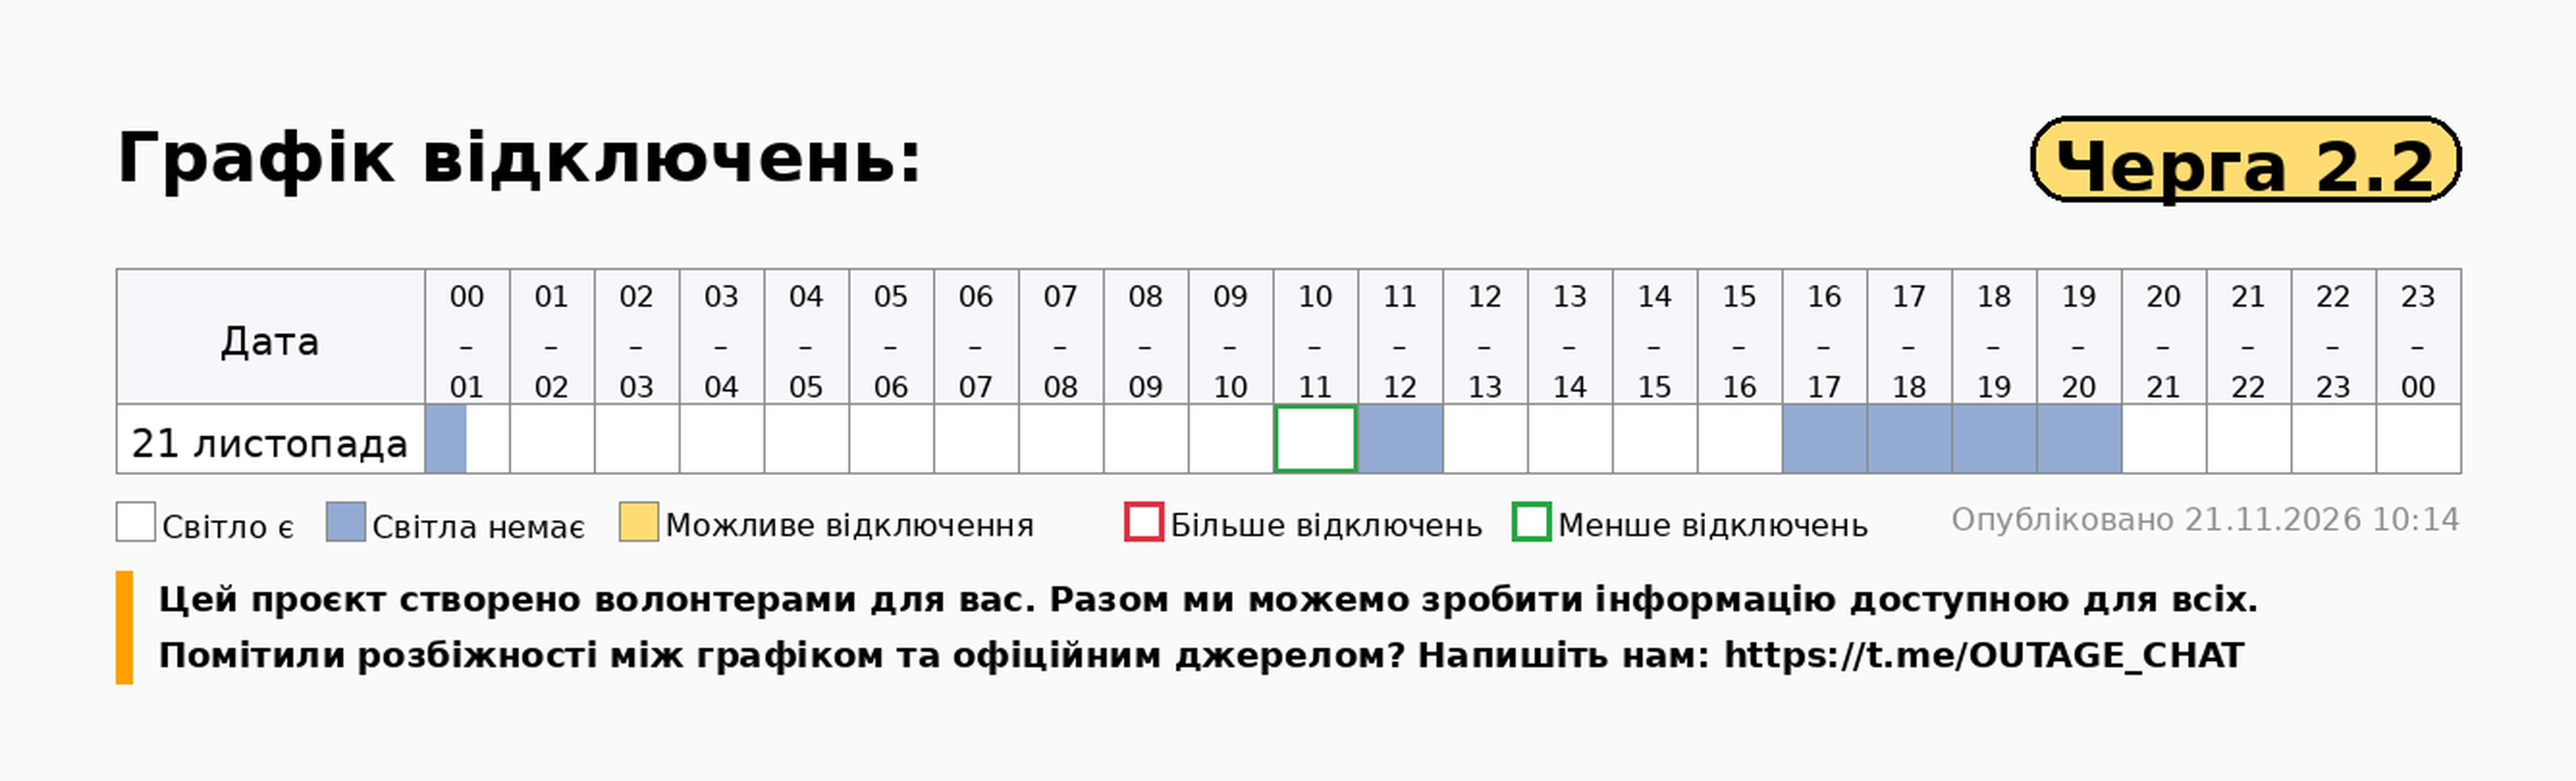 Графік відключень:
Черга 2.2
Дата
00 – 01
01 – 02
02 – 03
03 – 04
04 – 05
05 – 06
06 – 07
07 – 08
08 – 09
09 – 10
10 – 11
11 – 12
12 – 13
13 – 14
14 – 15
15 – 16
16 – 17
17 – 18
18 – 19
19 – 20
20 – 21
21 – 22
22 – 23
23 – 00
21 листопада
Світло є
Світла немає
Можливе відключення
Більше відключень
Менше відключень
Опубліковано 21.11.2026 10:14
Цей проєкт створено волонтерами для вас. Разом ми можемо зробити інформацію доступною для всіх.
Помітили розбіжності між графіком та офіційним джерелом? Напишіть нам: https://t.me/OUTAGE_CHAT